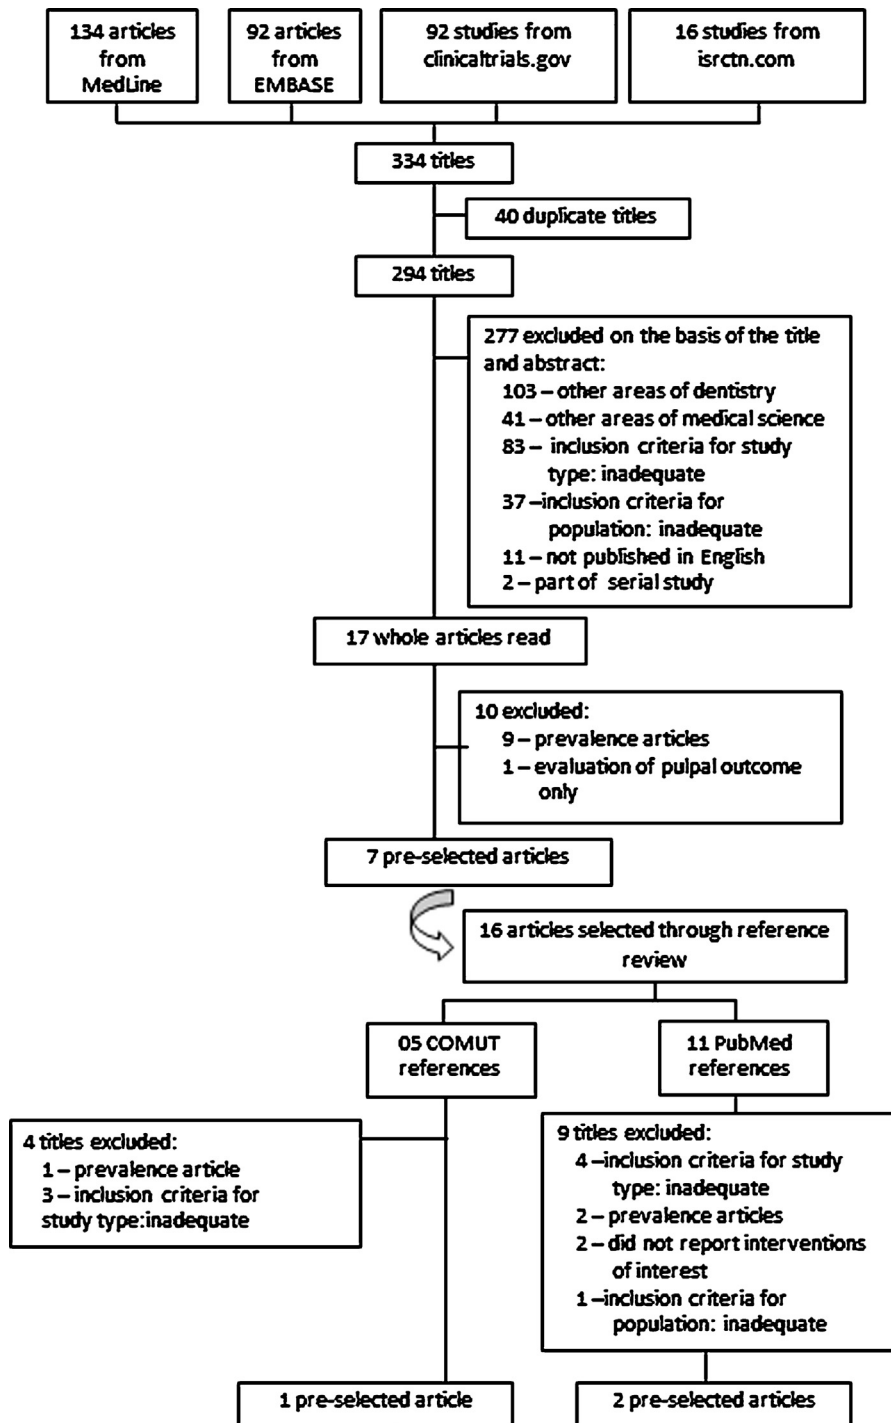 134 articles
from
MedLine
92 articles
from
EMBASE
92 studies from
clinicaltrials.gov
16 studies from
isrctn.com
334 titles
40 duplicate titles
294 titles
277 excluded on the basis of the title
and abstract:
103 – other areas of dentistry
41 – other areas of medical science
83 – inclusion criteria for study
type: inadequate
37 –inclusion criteria for
population: inadequate
11 – not published in English
2 – part of serial study
17 whole articles read
10 excluded:
9 – prevalence articles
1 – evaluation of pulpal outcome
only
7 pre-selected articles
16 articles selected through reference
review
05 COMUT
references
11 PubMed
references
4 titles excluded:
1 – prevalence article
3 – inclusion criteria for
study type:inadequate
9 titles excluded:
4 –inclusion criteria for study
type: inadequate
2 – prevalence articles
2 – did not report interventions
of interest
1 –inclusion criteria for
population: inadequate
1 pre-selected article
2 pre-selected articles